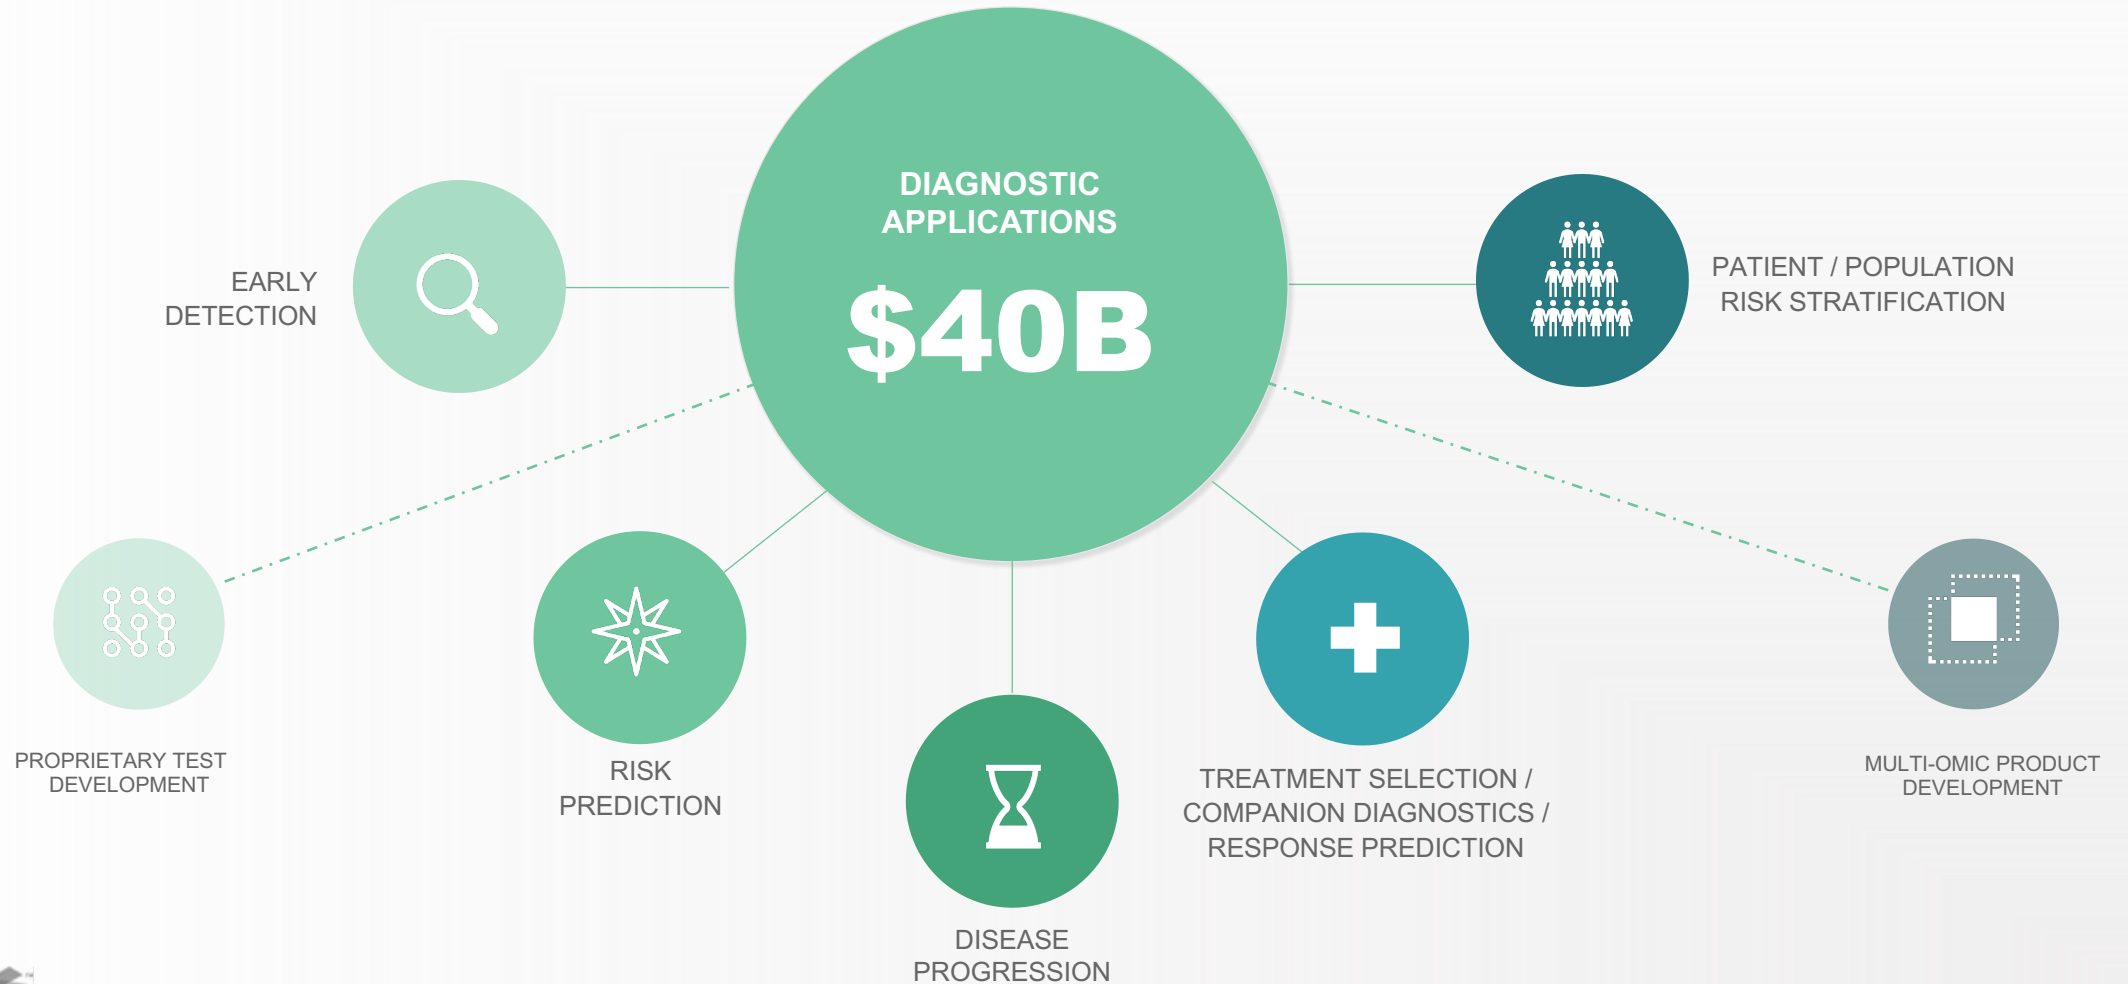 DIAGNOSTIC
APPLICATIONS
$40B
EARLY
DETECTION
PATIENT / POPULATION
RISK STRATIFICATION
PROPRIETARY TEST
DEVELOPMENT
RISK
PREDICTION
DISEASE
PROGRESSION
TREATMENT SELECTION /
COMPANION DIAGNOSTICS /
RESPONSE PREDICTION
MULTI-OMIC PRODUCT
DEVELOPMENT